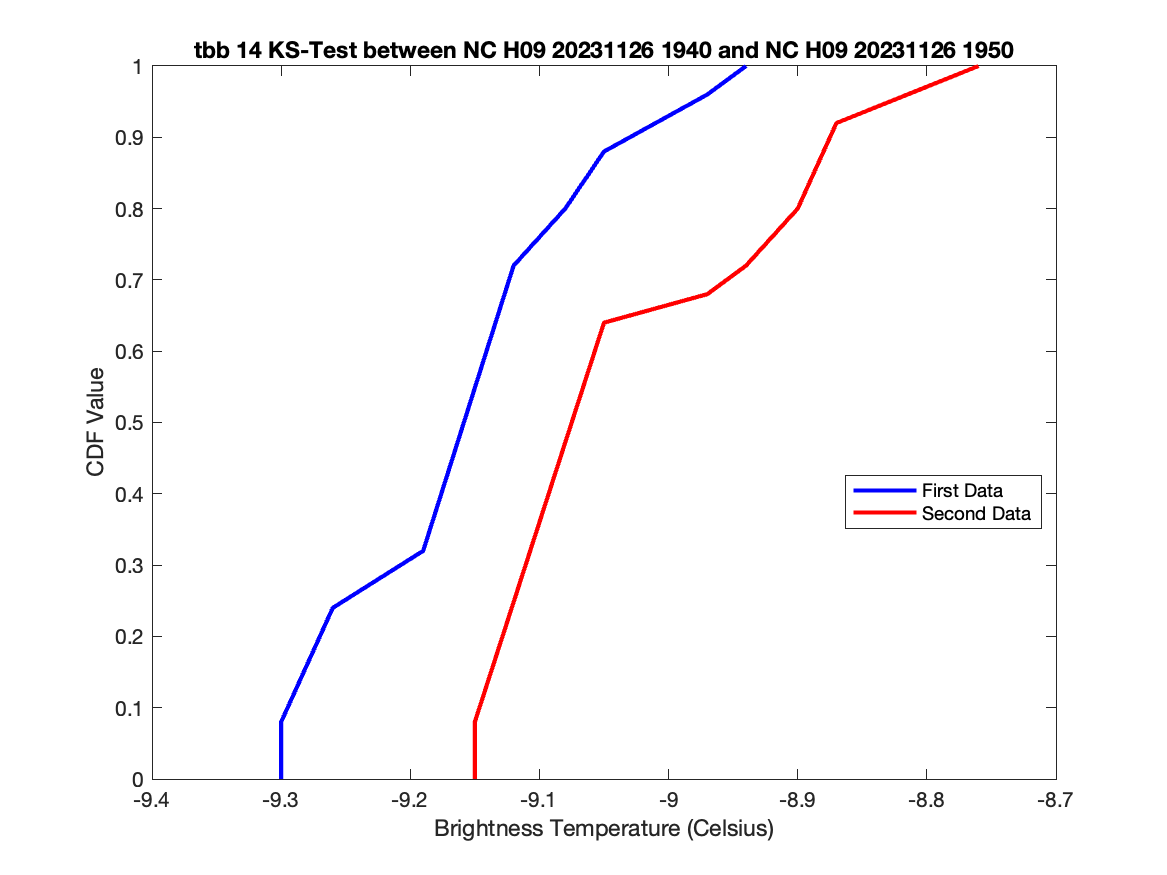 tbb 14 KS-Test between NC H09 20231126 1940 and NC H09 20231126 1950
1
0.9
0.8
0.7
0.6
0.5
0.4
0.3
0.2
0.1
0
CDF Value
First Data
Second Data
-9.4 -9.3 -9.2 -9.1 -9 -8.9 -8.8 -8.7
Brightness Temperature (Celsius)